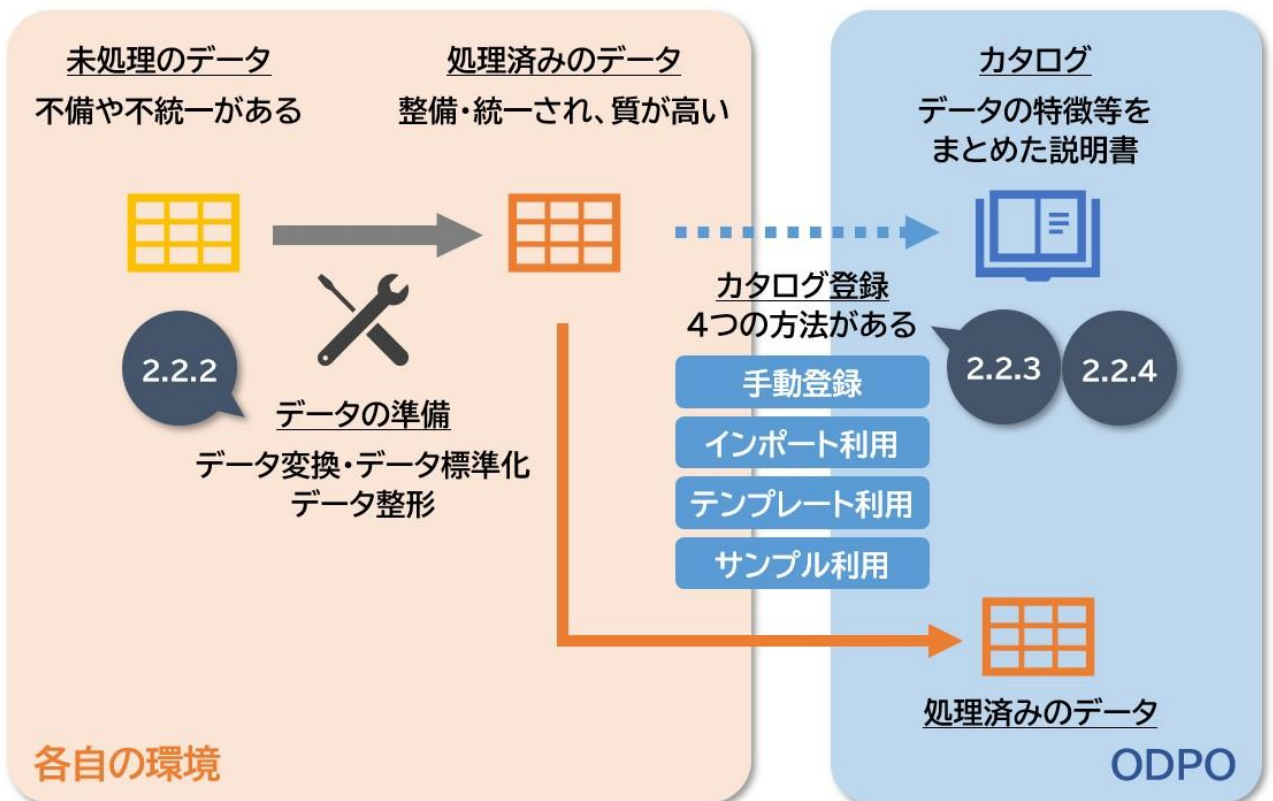 未処理のデータ
不備や不統一がある
処理済みのデータ
整備・統一され、質が高い
カタログ
データの特徴等を
まとめた説明書
カタログ登録
4つの方法がある
手動登録
インポート利用
テンプレート利用
サンプル利用
2.2.3
2.2.4
2.2.2
データの準備
データ変換・データ標準化
データ整形
処理済みのデータ
各自の環境
ODPO